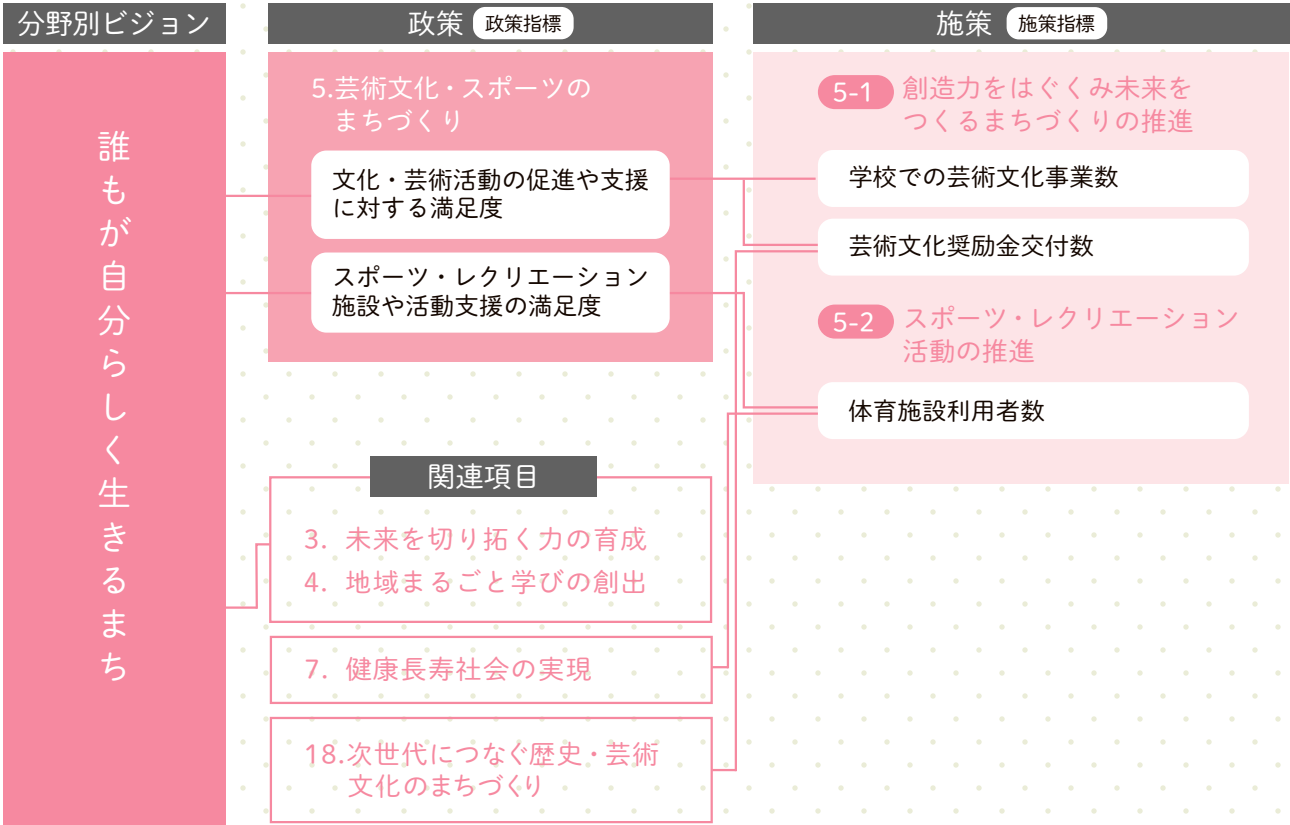 分野別ビジョン
政策 政策指標
施策 施策指標
誰もが自分らしく生きるまち
5.芸術文化・スポーツの
まちづくり
文化・芸術活動の促進や支援
に対する満足度
スポーツ・レクリエーション
施設や活動支援の満足度
5-1 創造力をはぐくみ未来を
つくるまちづくりの推進
学校での芸術文化事業数
芸術文化奨励金交付数
5-2 スポーツ・レクリエーション
活動の推進
体育施設利用者数
関連項目
3. 未来を切り拓く力の育成
4. 地域まるごと学びの創出
7. 健康長寿社会の実現
18.次世代につなぐ歴史・芸術
文化のまちづくり